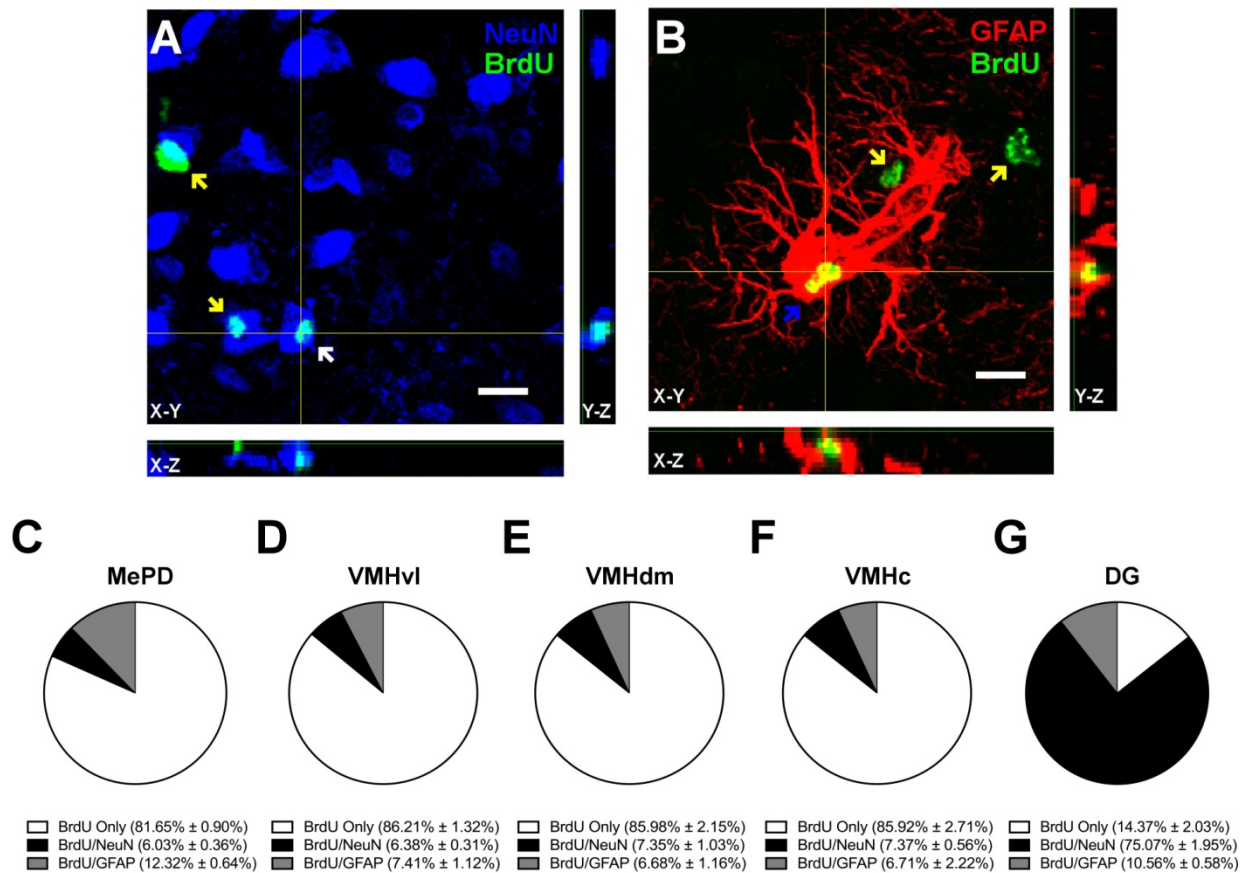 A
NeuN
BrdU
X-Y
Y-Z
X-Z
B
GFAP
BrdU
X-Y
Y-Z
X-Z
C
MePD
BrdU Only (81.65% ± 0.90%)
BrdU/NeuN (6.03% ± 0.36%)
BrdU/GFAP (12.32% ± 0.64%)
D
VMHvl
BrdU Only (86.21% ± 1.32%)
BrdU/NeuN (6.38% ± 0.31%)
BrdU/GFAP (7.41% ± 1.12%)
E
VMHdm
BrdU Only (85.98% ± 2.15%)
BrdU/NeuN (7.35% ± 1.03%)
BrdU/GFAP (6.68% ± 1.16%)
F
VMHc
BrdU Only (85.92% ± 2.71%)
BrdU/NeuN (7.37% ± 0.56%)
BrdU/GFAP (6.71% ± 2.22%)
G
DG
BrdU Only (14.37% ± 2.03%)
BrdU/NeuN (75.07% ± 1.95%)
BrdU/GFAP (10.56% ± 0.58%)